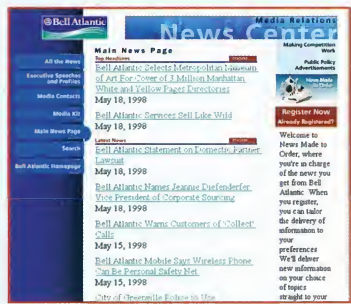 Bell Atlantic
Media Relations
News Center
All the News
Executive Speeches
and Profiles
Media Contacts
Media Kit
Main News Page
Search
Bell Atlantic Homepage
Main News Page
Top Headlines
Bell Atlantic Selects Metropolitan Museum
of Art For Cover of 3 Million Manhattan
White and Yellow Pages Directories
May 18, 1998
Bell Atlantic Services Sell Like Wild
May 18, 1998
Latest News
Bell Atlantic Statement on Domestic Partner
Lawsuit
May 18, 1998
Bell Atlantic Names Jeannie Diefenderfer
Vice President of Corporate Sourcing
May 18, 1998
Bell Atlantic Warns Customers of 'Collect'
Calls
May 15, 1998
Bell Atlantic Mobile Says Wireless Phone
Can Be Personal Safety Net
May 15, 1998
City of Greenville Police to Use
Making Competition
Work
Public Policy
Advertisements
News Made
to Order
Register Now
Already Registered?
Welcome to
News Made to
Order, where
you're in charge
of the news you
get from Bell
Atlantic. When
you register,
you can tailor
the delivery of
information to
your
preferences
We'll deliver
new information
on your choice
of topics
straight to your